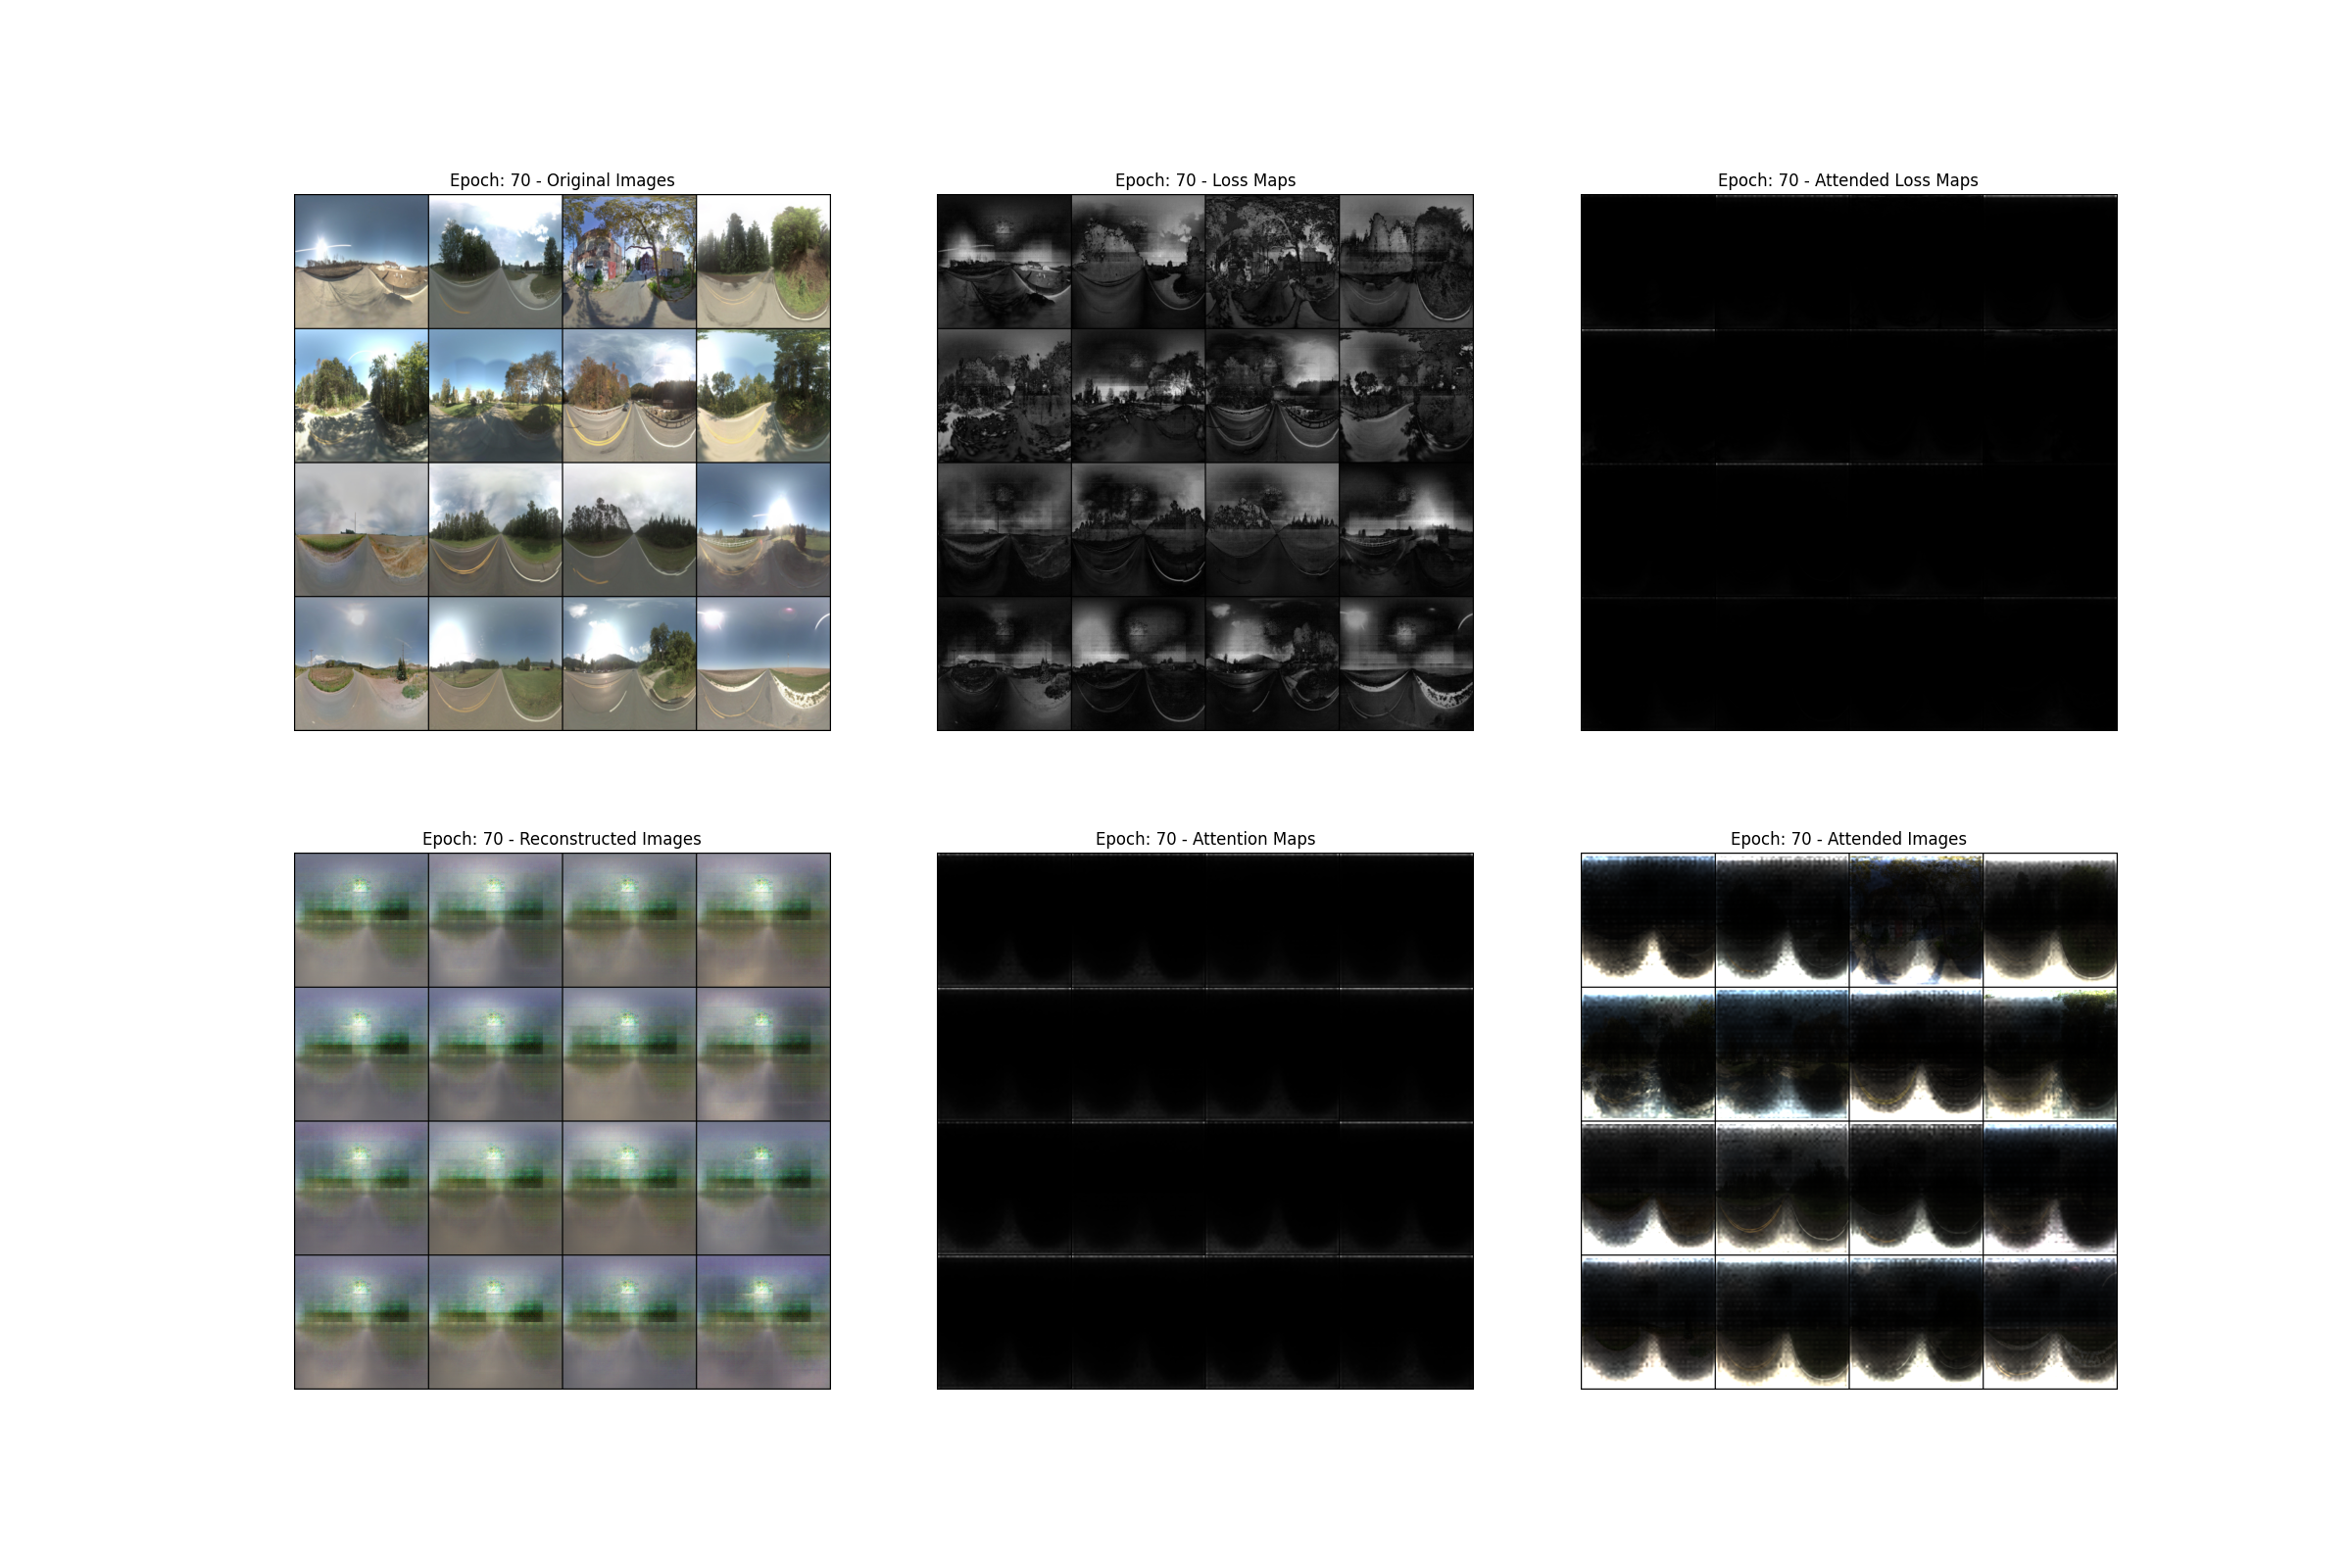 Epoch: 70 - Original Images
Epoch: 70 - Loss Maps
Epoch: 70 - Attended Loss Maps
Epoch: 70 - Reconstructed Images
Epoch: 70 - Attention Maps
Epoch: 70 - Attended Images